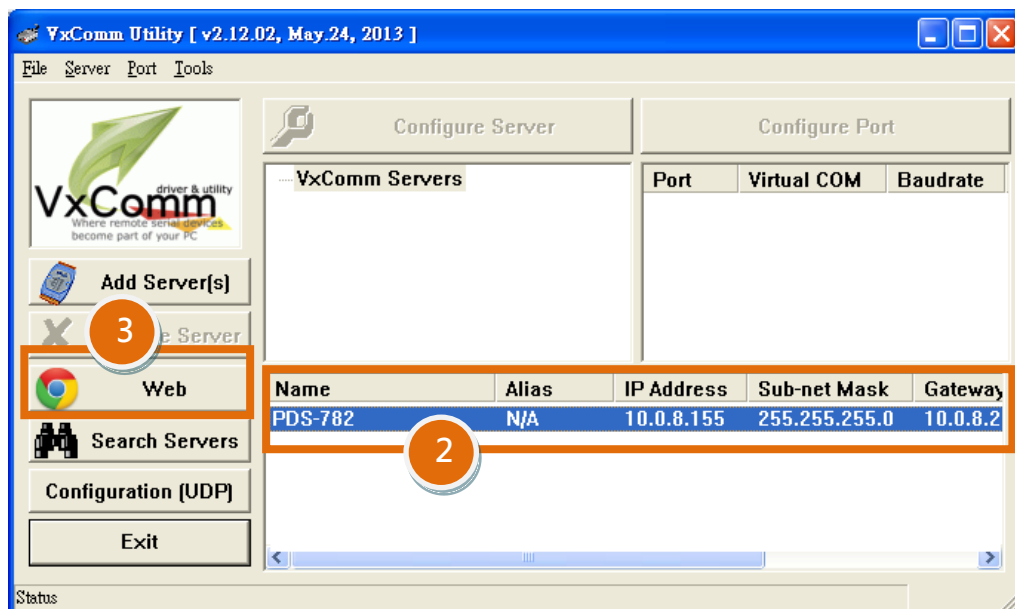 VxComm Utility [ v2.12.02, May.24, 2013 ]
File Server Port Tools
VxComm
driver & utility
Where remote serial devices
become part of your PC
Configure Server
Configure Port
VxComm Servers
Port Virtual COM Baudrate
Add Server(s)
3
Server
Web
Search Servers
Configuration (UDP)
Exit
Name Alias IP Address Sub-net Mask Gateway
PDS-782 N/A 10.0.8.155 255.255.255.0 10.0.8.2
2
Status